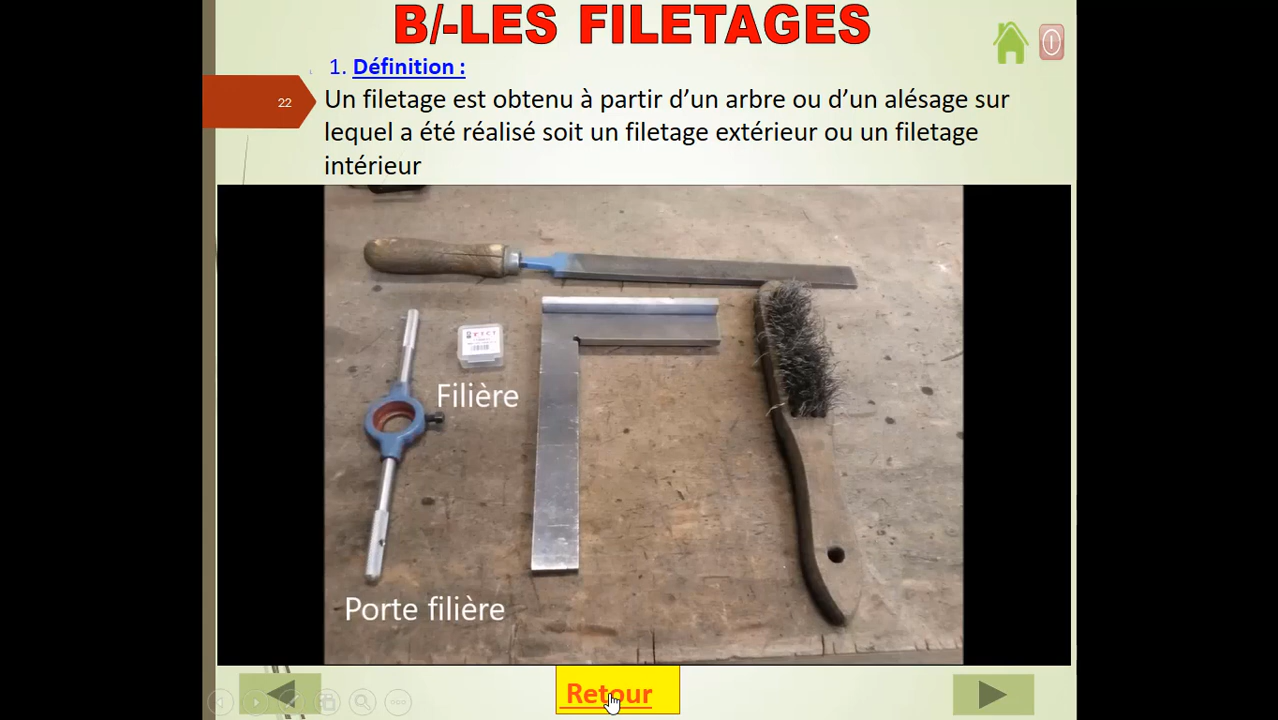 B/-LES FILETAGES
1. Définition :
22
Un filetage est obtenu à partir d’un arbre ou d’un alésage sur
lequel a été réalisé soit un filetage extérieur ou un filetage
intérieur
Filière
Porte filière
Retour